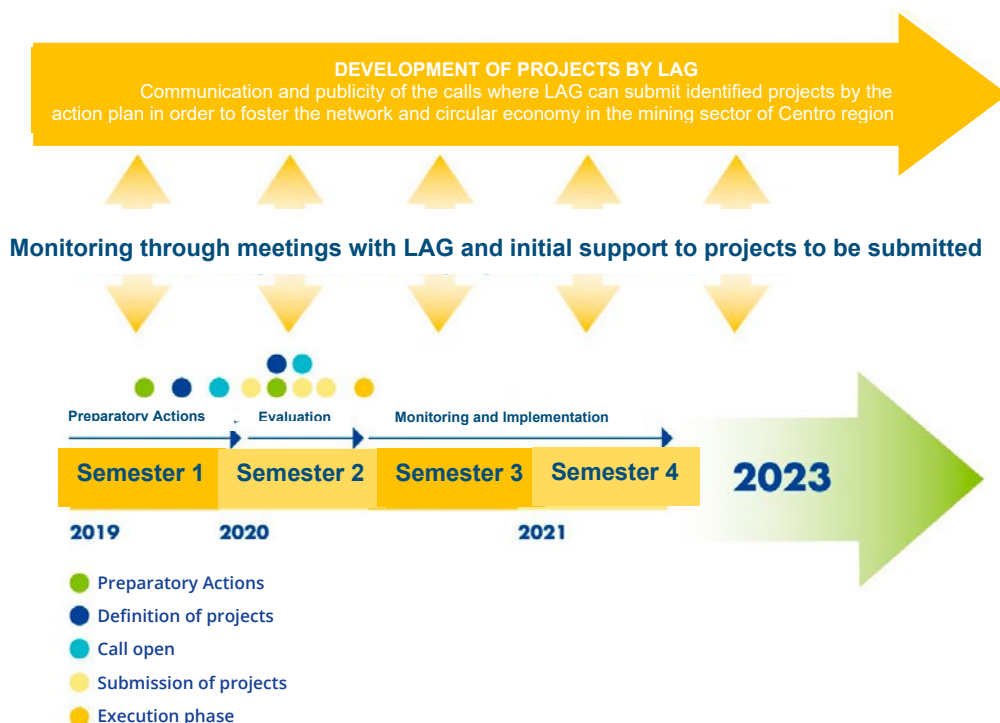 DEVELOPMENT OF PROJECTS BY LAG
Communication and publicity of the calls where LAG can submit identified projects by the
action plan in order to foster the network and circular economy in the mining sector of Centro region
Monitoring through meetings with LAG and initial support to projects to be submitted
Preparatory Actions
Evaluation
Monitoring and Implementation
Semester 1
Semester 2
Semester 3
Semester 4
2023
2019
2020
2021
Preparatory Actions
Definition of projects
Call open
Submission of projects
Execution phase